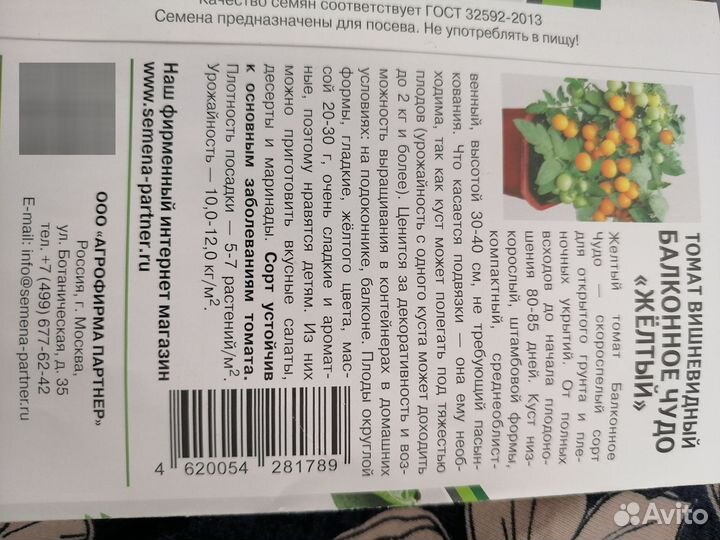 Качество семян соответствует ГОСТ 32592-2013
Семена предназначены для посева. Не употреблять в пищу!
ТОМАТ ВИШНЕВИДНЫЙ
БАЛКОННОЕ ЧУДО
«ЖЁЛТЫЙ»
Желтый томат Балконное
Чудо — скороспелый сорт
для открытого грунта и пле-
ночных укрытий. От полных
всходов до начала плодоно-
шения 80-85 дней. Куст низ-
корослый, штамбовой формы,
компактный, среднеоблист-
венный, высотой 30-40 см, не требующий пасын-
кования. Что касается подвязки — она ему необ-
ходима, так как куст может полегать под тяжестью
плодов (урожайность с одного куста может доходить
до 2 кг и более). Ценится за декоративность и воз-
можность выращивания в контейнерах в домашних
условиях: на подоконнике, балконе. Плоды округлой
формы, гладкие, жёлтого цвета, мас-
сой 20-30 г, очень сладкие и аромат-
ные, поэтому нравятся детям. Из них
можно приготовить вкусные салаты,
десерты и маринады. Сорт устойчив
к основным заболеваниям томата.
Плотность посадки — 5-7 растений/м².
Урожайность — 10,0-12,0 кг/м².
Наш фирменный интернет магазин
www.semena-partner.ru
ООО «АГРОФИРМА ПАРТНЕР»
Россия, г. Москва,
ул. Ботаническая, д. 35
тел. +7 (499) 677-62-42
E-mail: info@semena-partner.ru
4 620054 281789
Avito